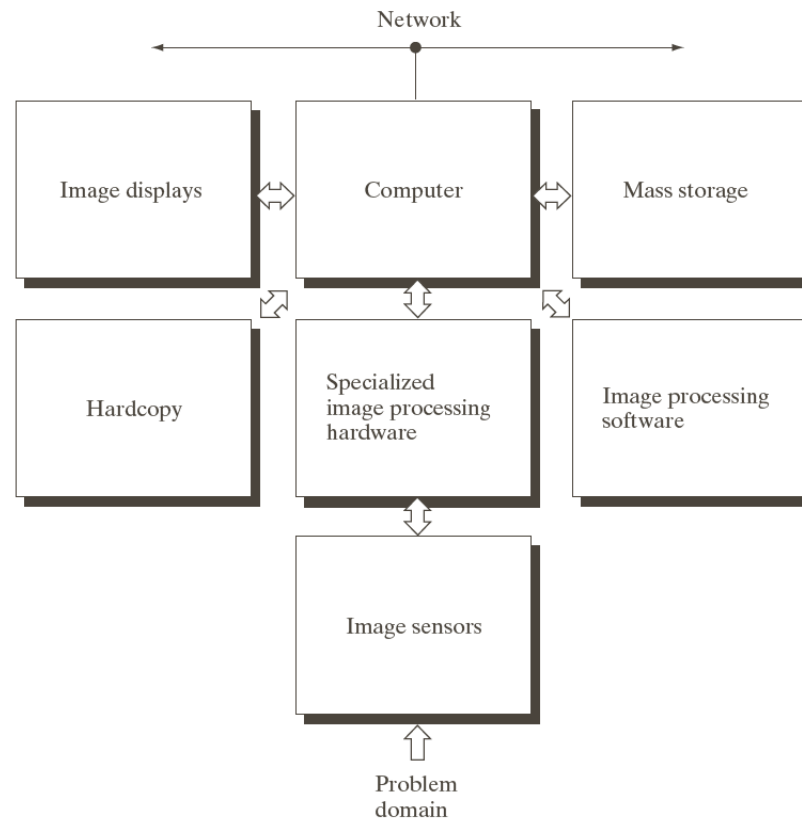 Network
Image displays
Computer
Mass storage
Hardcopy
Specialized
image processing
hardware
Image processing
software
Image sensors
Problem
domain